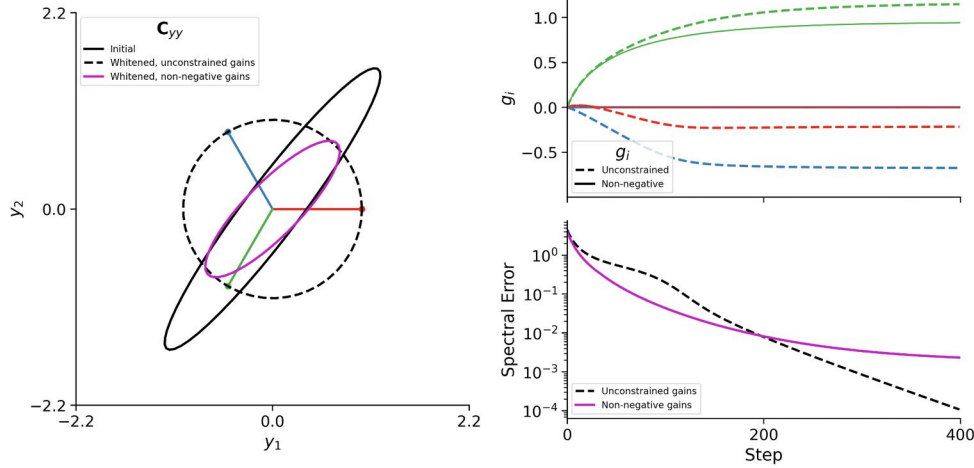 2.2
C_yy
Initial
Whitened, unconstrained gains
Whitened, non-negative gains
y_2
0.0
−2.2
−2.2
0.0
2.2
y_1
1.0
0.5
g_i
0.0
−0.5
g_i
Unconstrained
Non-negative
Spectral Error
10^0
10^−1
10^−2
10^−3
10^−4
Unconstrained gains
Non-negative gains
0
200
400
Step